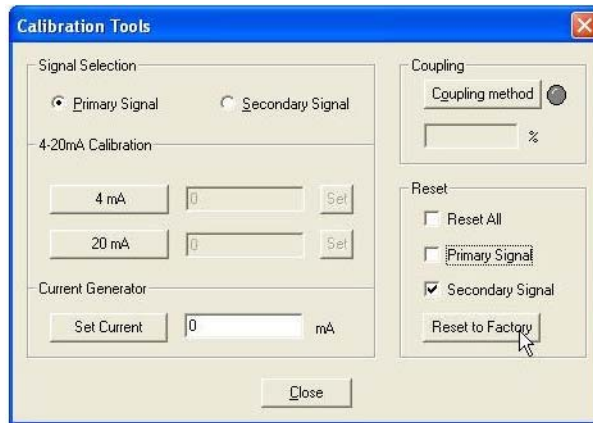 Calibration Tools
Signal Selection
Primary Signal
Secondary Signal
4-20mA Calibration
4 mA
0
Set
20 mA
0
Set
Current Generator
Set Current
0
mA
Coupling
Coupling method
%
Reset
Reset All
Primary Signal
Secondary Signal
Reset to Factory
Close